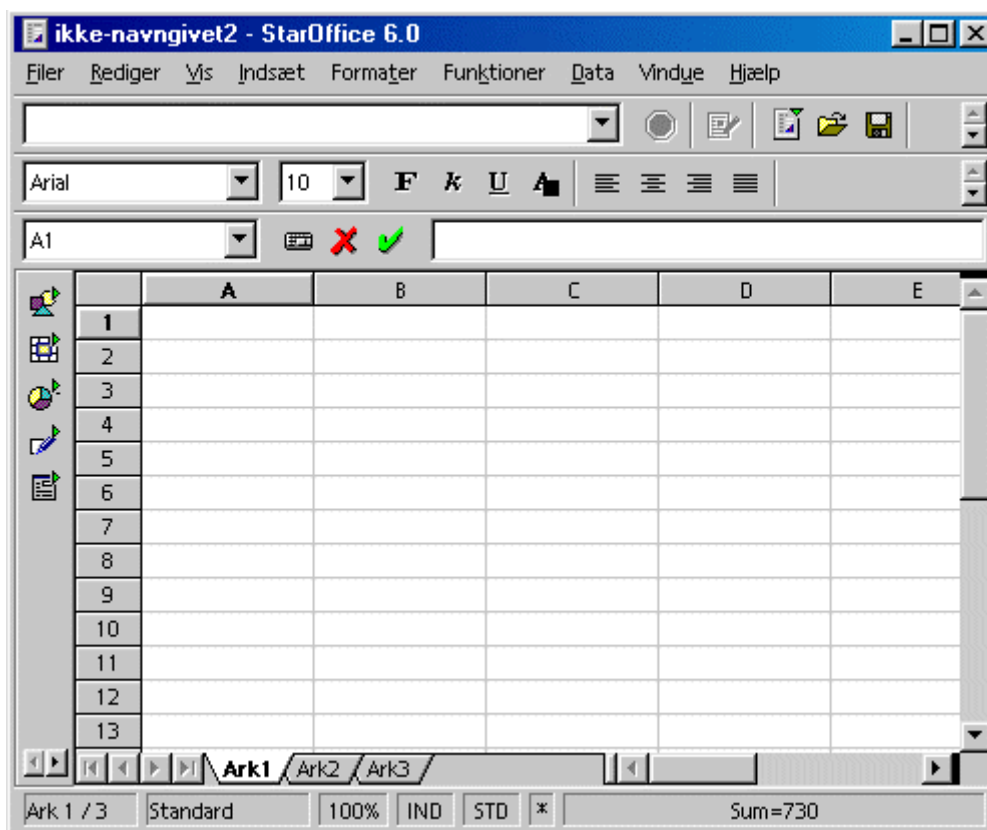 ikke-navngivet2 - StarOffice 6.0
Filer Rediger Vis Indsæt Formater Funktioner Data Vindue Hjælp
Arial 10 F k U A
A1
A B C D E
1
2
3
4
5
6
7
8
9
10
11
12
13
Ark1 Ark2 Ark3
Ark 1 / 3 Standard 100% IND STD * Sum=730